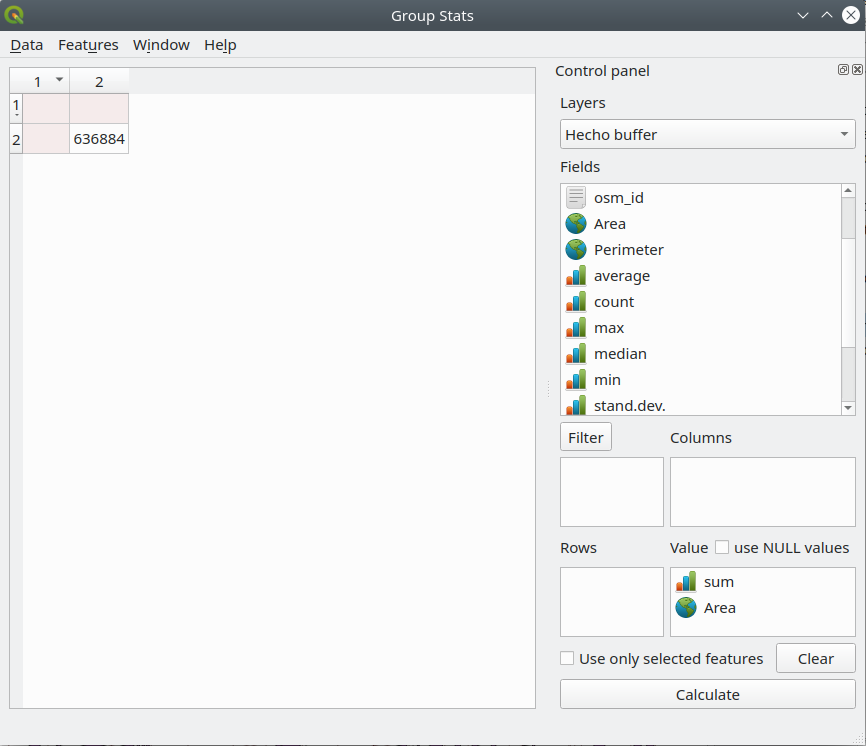 Group Stats
Data Features Window Help
1 2
1
2 636884
Control panel
Layers
Hecho buffer
Fields
osm_id
Area
Perimeter
average
count
max
median
min
stand.dev.
Filter Columns
Rows Value use NULL values
sum
Area
Use only selected features Clear
Calculate